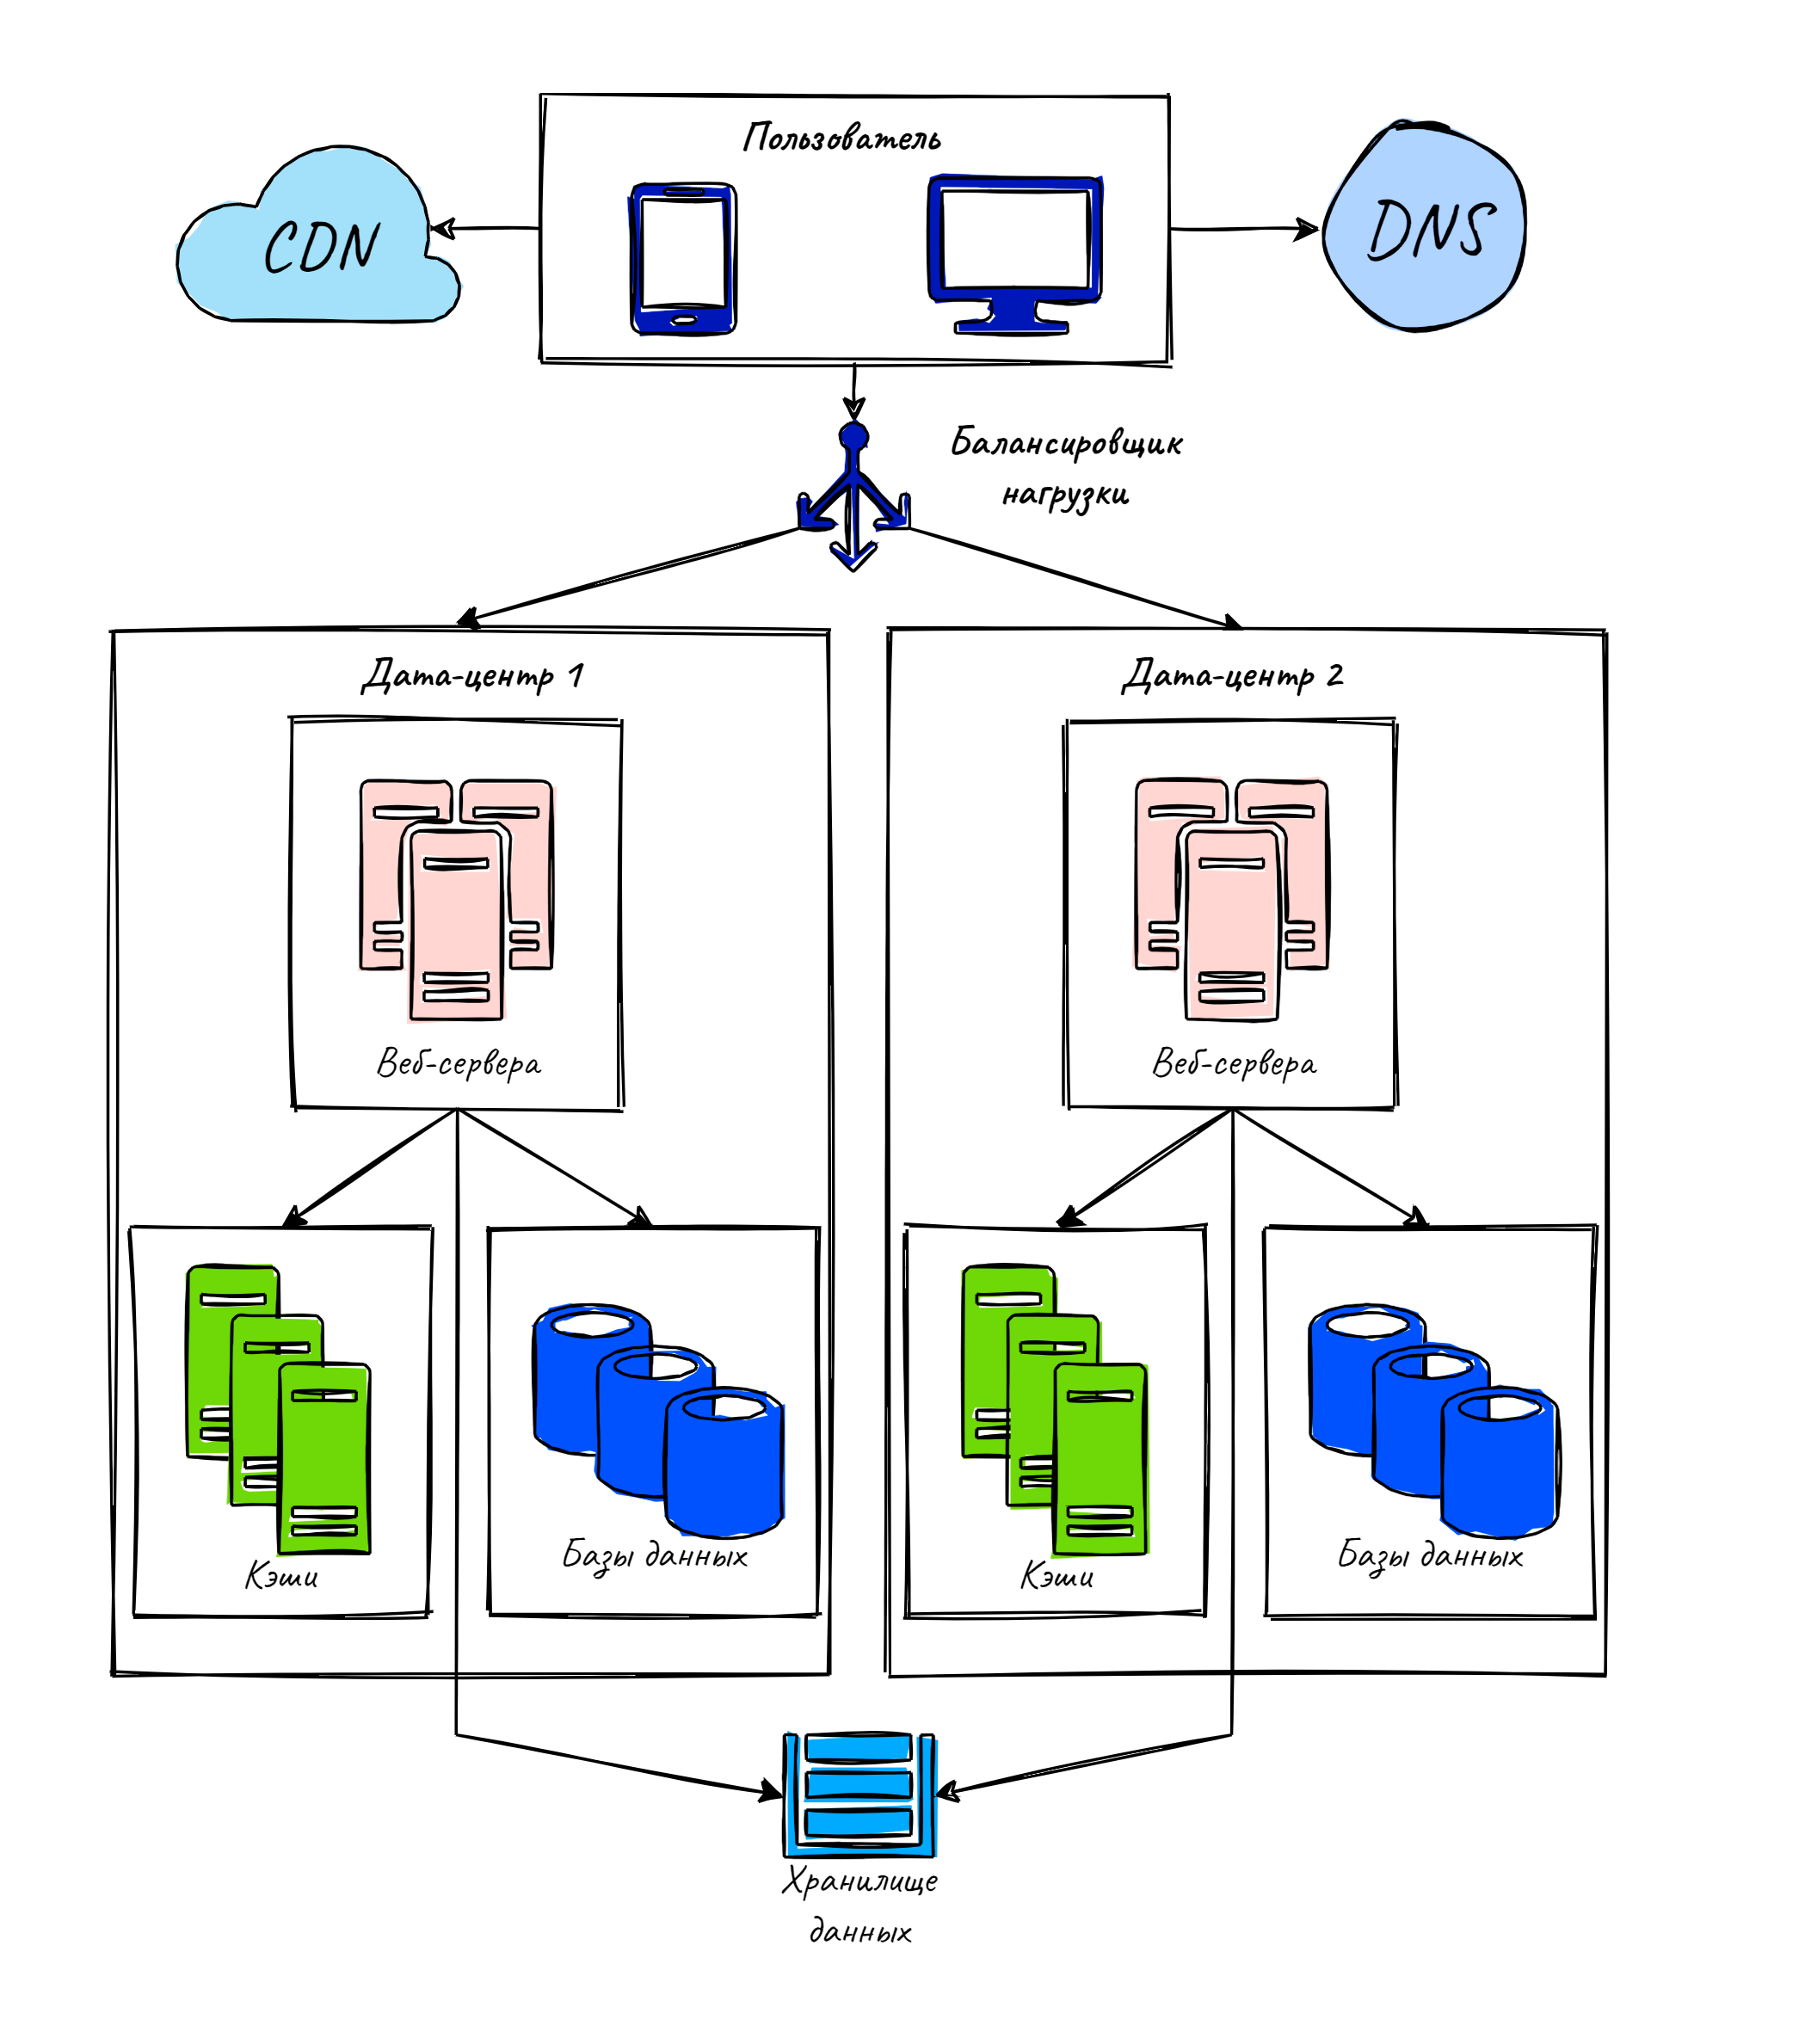 Пользователь
CDN
DNS
Балансировщик
нагрузки
Дата-центр 1
Дата-центр 2
Веб-сервера
Веб-сервера
Кэши
Базы данных
Кэши
Базы данных
Хранилище
данных